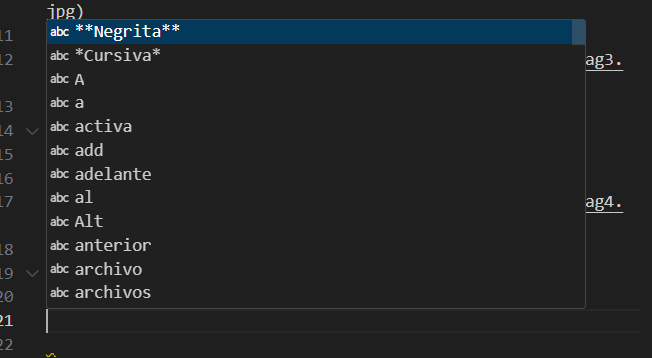 jpg)
11
abc **Negrita**
12 abc *Cursiva* ag3.
abc A
13 abc a
14 abc activa
15 abc add
16 abc adelante
17 abc al ag4.
abc Alt
18 abc anterior
19 abc archivo
20 abc archivos
21
22